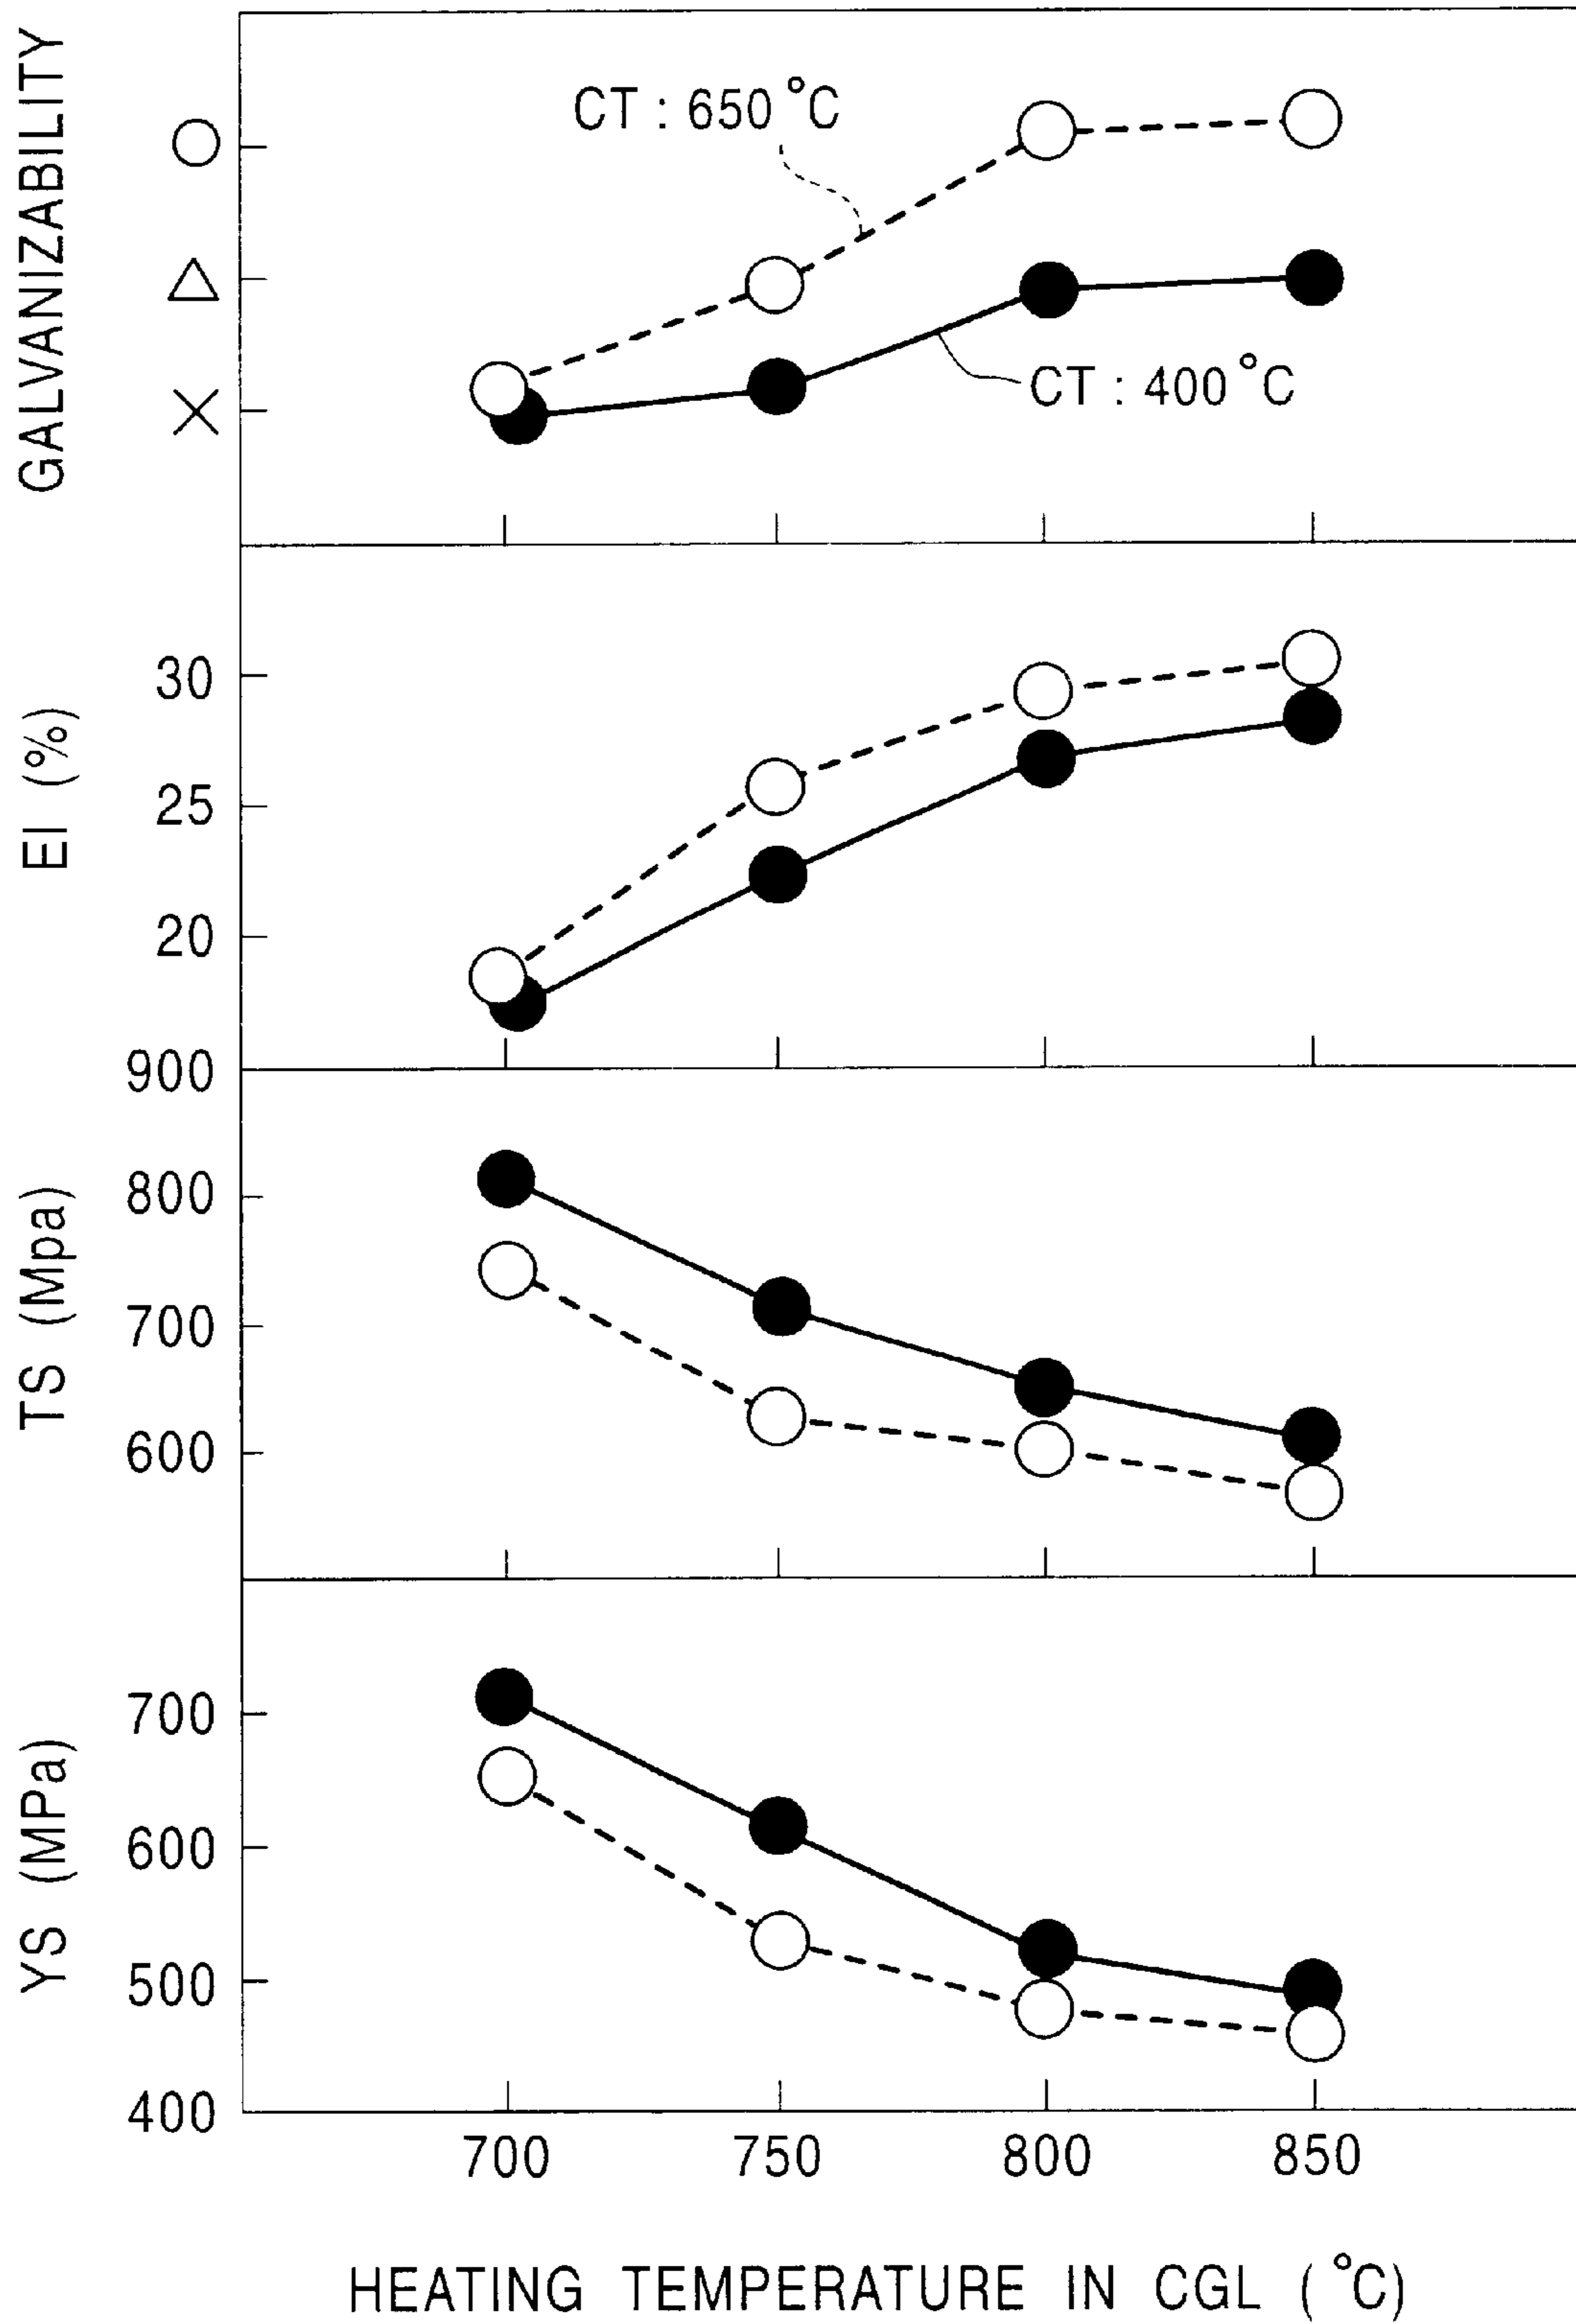 GALVANIZABILITY
○
△
×
CT : 650 °C
CT : 400 °C
El (%)
30
25
20
TS (Mpa)
900
800
700
600
YS (MPa)
700
600
500
400
700 750 800 850
HEATING TEMPERATURE IN CGL ( °C)